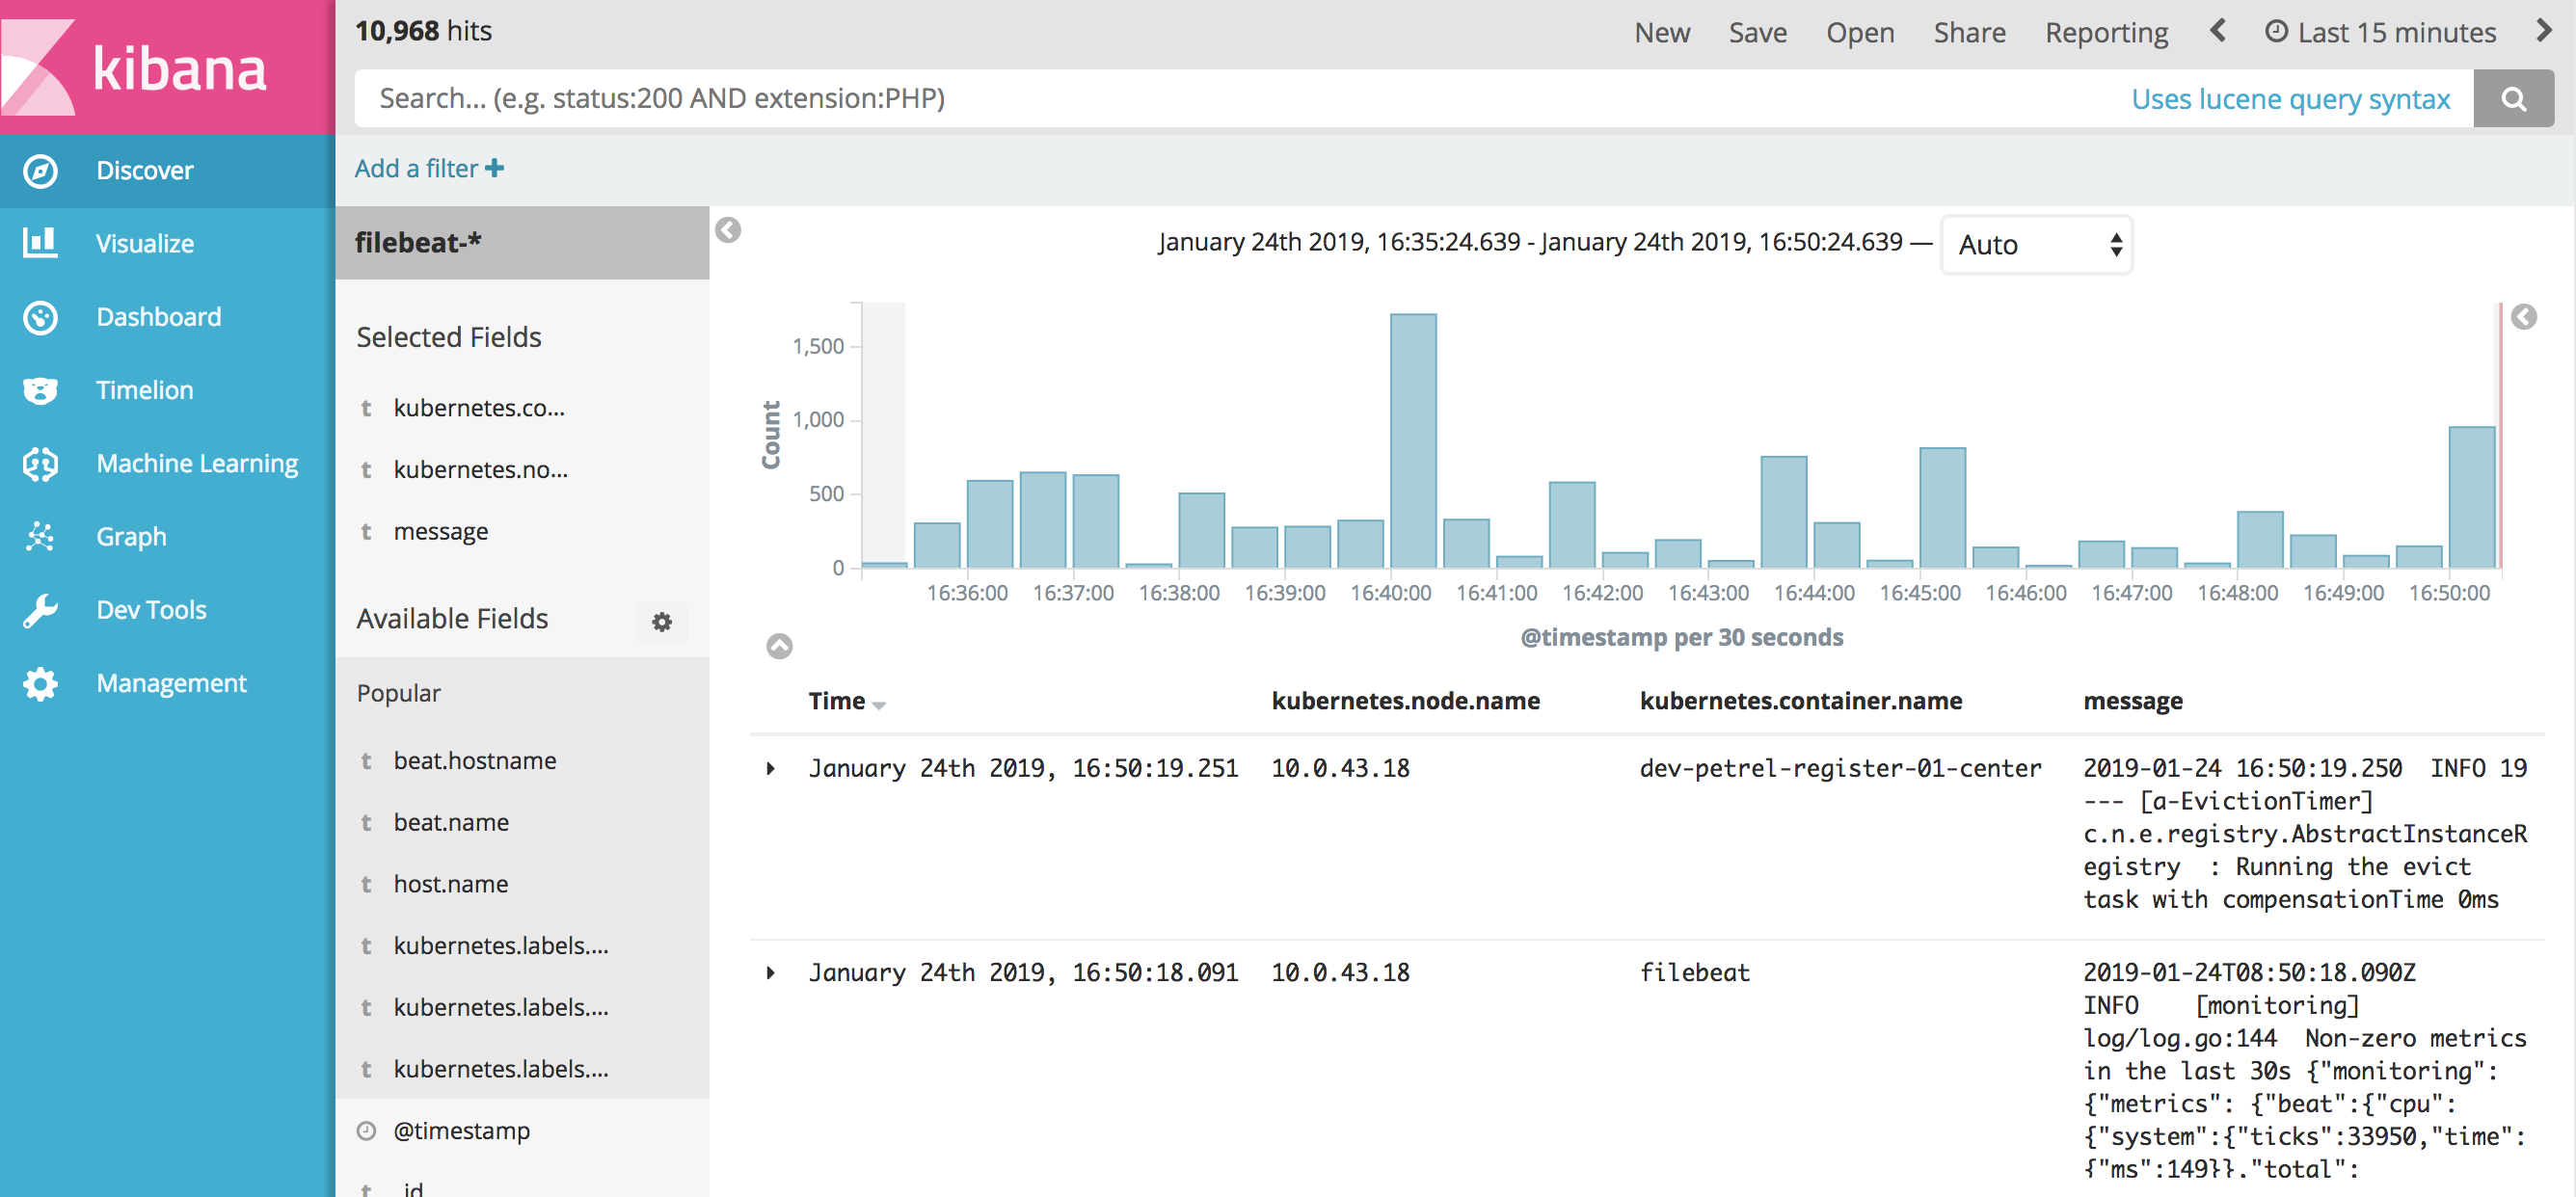 kibana
Discover
Visualize
Dashboard
Timelion
Machine Learning
Graph
Dev Tools
Management
10,968 hits
New Save Open Share Reporting Last 15 minutes
Search... (e.g. status:200 AND extension:PHP) Uses lucene query syntax
Add a filter
filebeat-*
Selected Fields
t kubernetes.co...
t kubernetes.no...
t message
Available Fields
Popular
t beat.hostname
t beat.name
t host.name
t kubernetes.labels....
t kubernetes.labels....
t kubernetes.labels....
@timestamp
t _id
January 24th 2019, 16:35:24.639 - January 24th 2019, 16:50:24.639 — Auto
Count
1,500
1,000
500
0
16:36:00 16:37:00 16:38:00 16:39:00 16:40:00 16:41:00 16:42:00 16:43:00 16:44:00 16:45:00 16:46:00 16:47:00 16:48:00 16:49:00 16:50:00
@timestamp per 30 seconds
Time kubernetes.node.name kubernetes.container.name message
January 24th 2019, 16:50:19.251 10.0.43.18 dev-petrel-register-01-center 2019-01-24 16:50:19.250 INFO 19
--- [a-EvictionTimer]
c.n.e.registry.AbstractInstanceR
egistry : Running the evict
task with compensationTime 0ms
January 24th 2019, 16:50:18.091 10.0.43.18 filebeat 2019-01-24T08:50:18.090Z
INFO [monitoring]
log/log.go:144 Non-zero metrics
in the last 30s {"monitoring":
{"metrics": {"beat":{"cpu":
{"system":{"ticks":33950,"time":
{"ms":149}},"total":